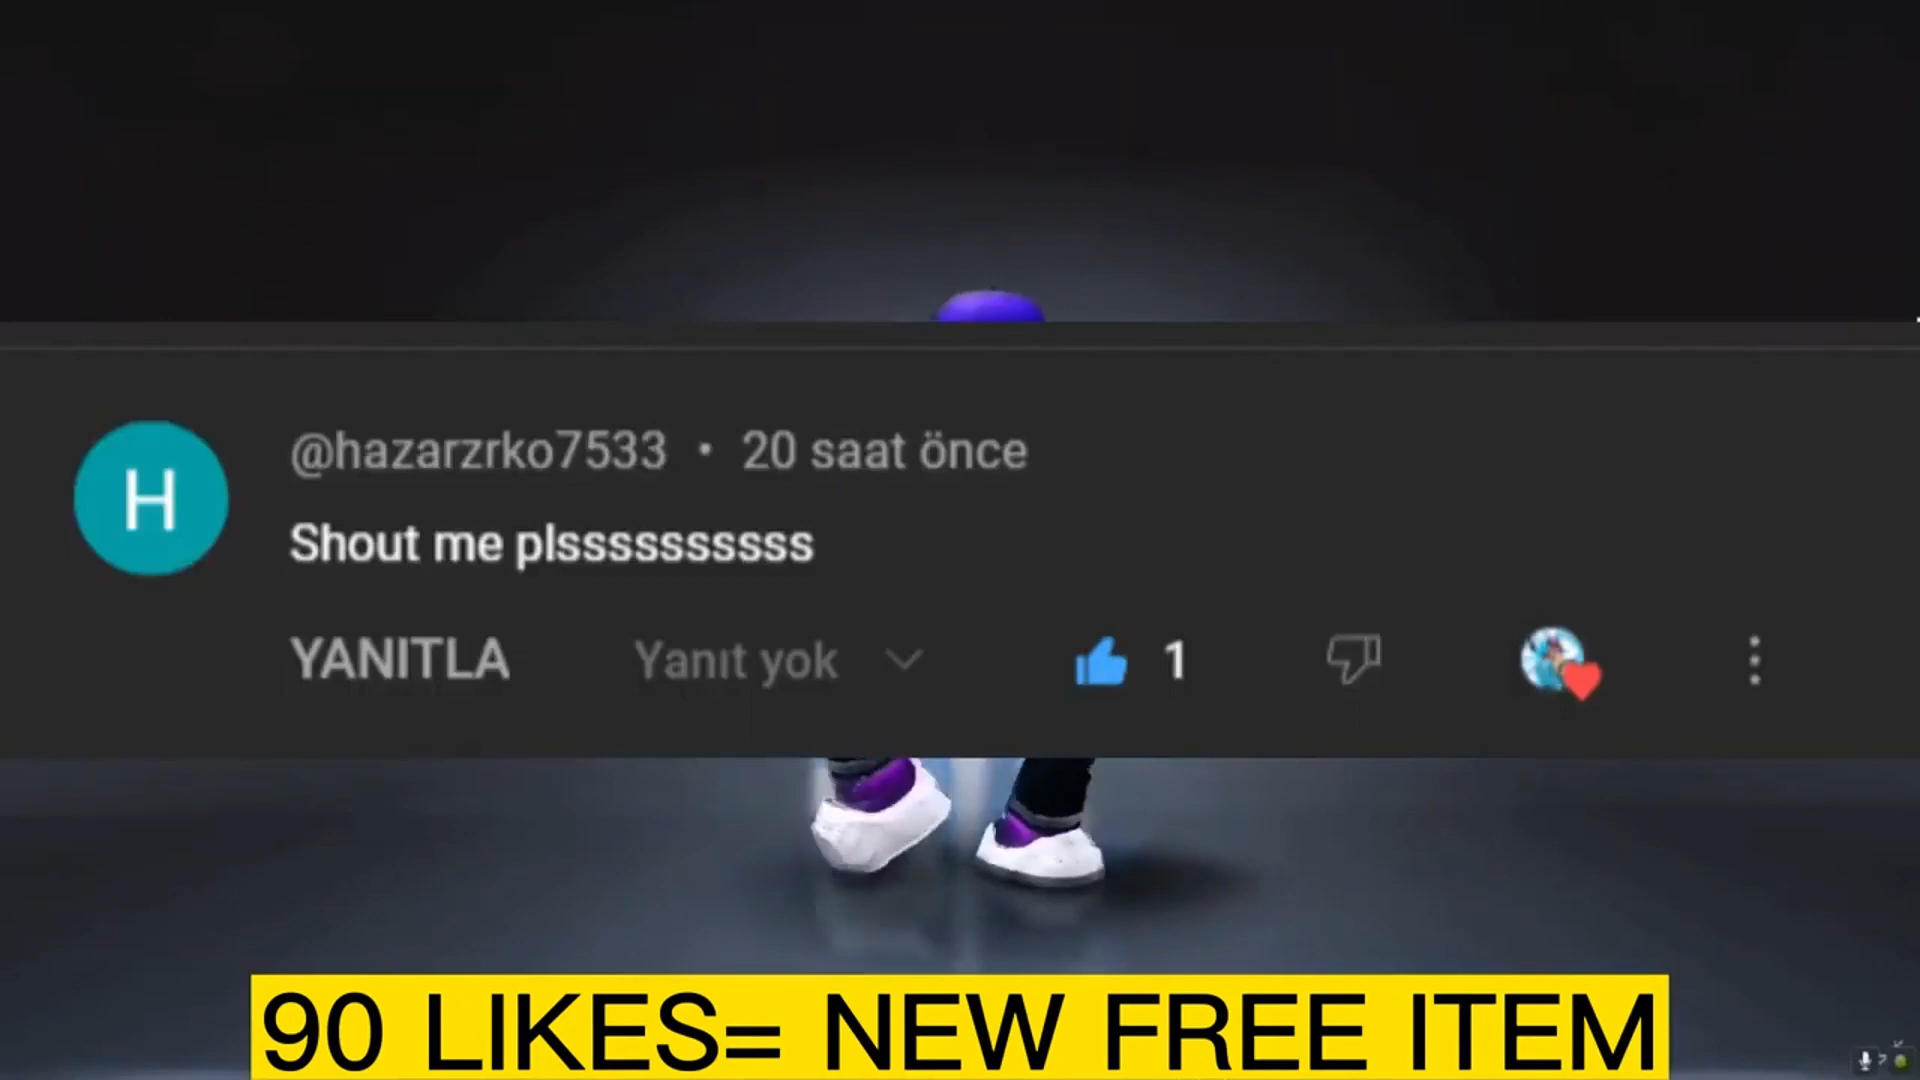 H
@hazarzrko7533 • 20 saat önce
Shout me plssssssssss
YANITLA Yanıt yok 1
90 LIKES= NEW FREE ITEM